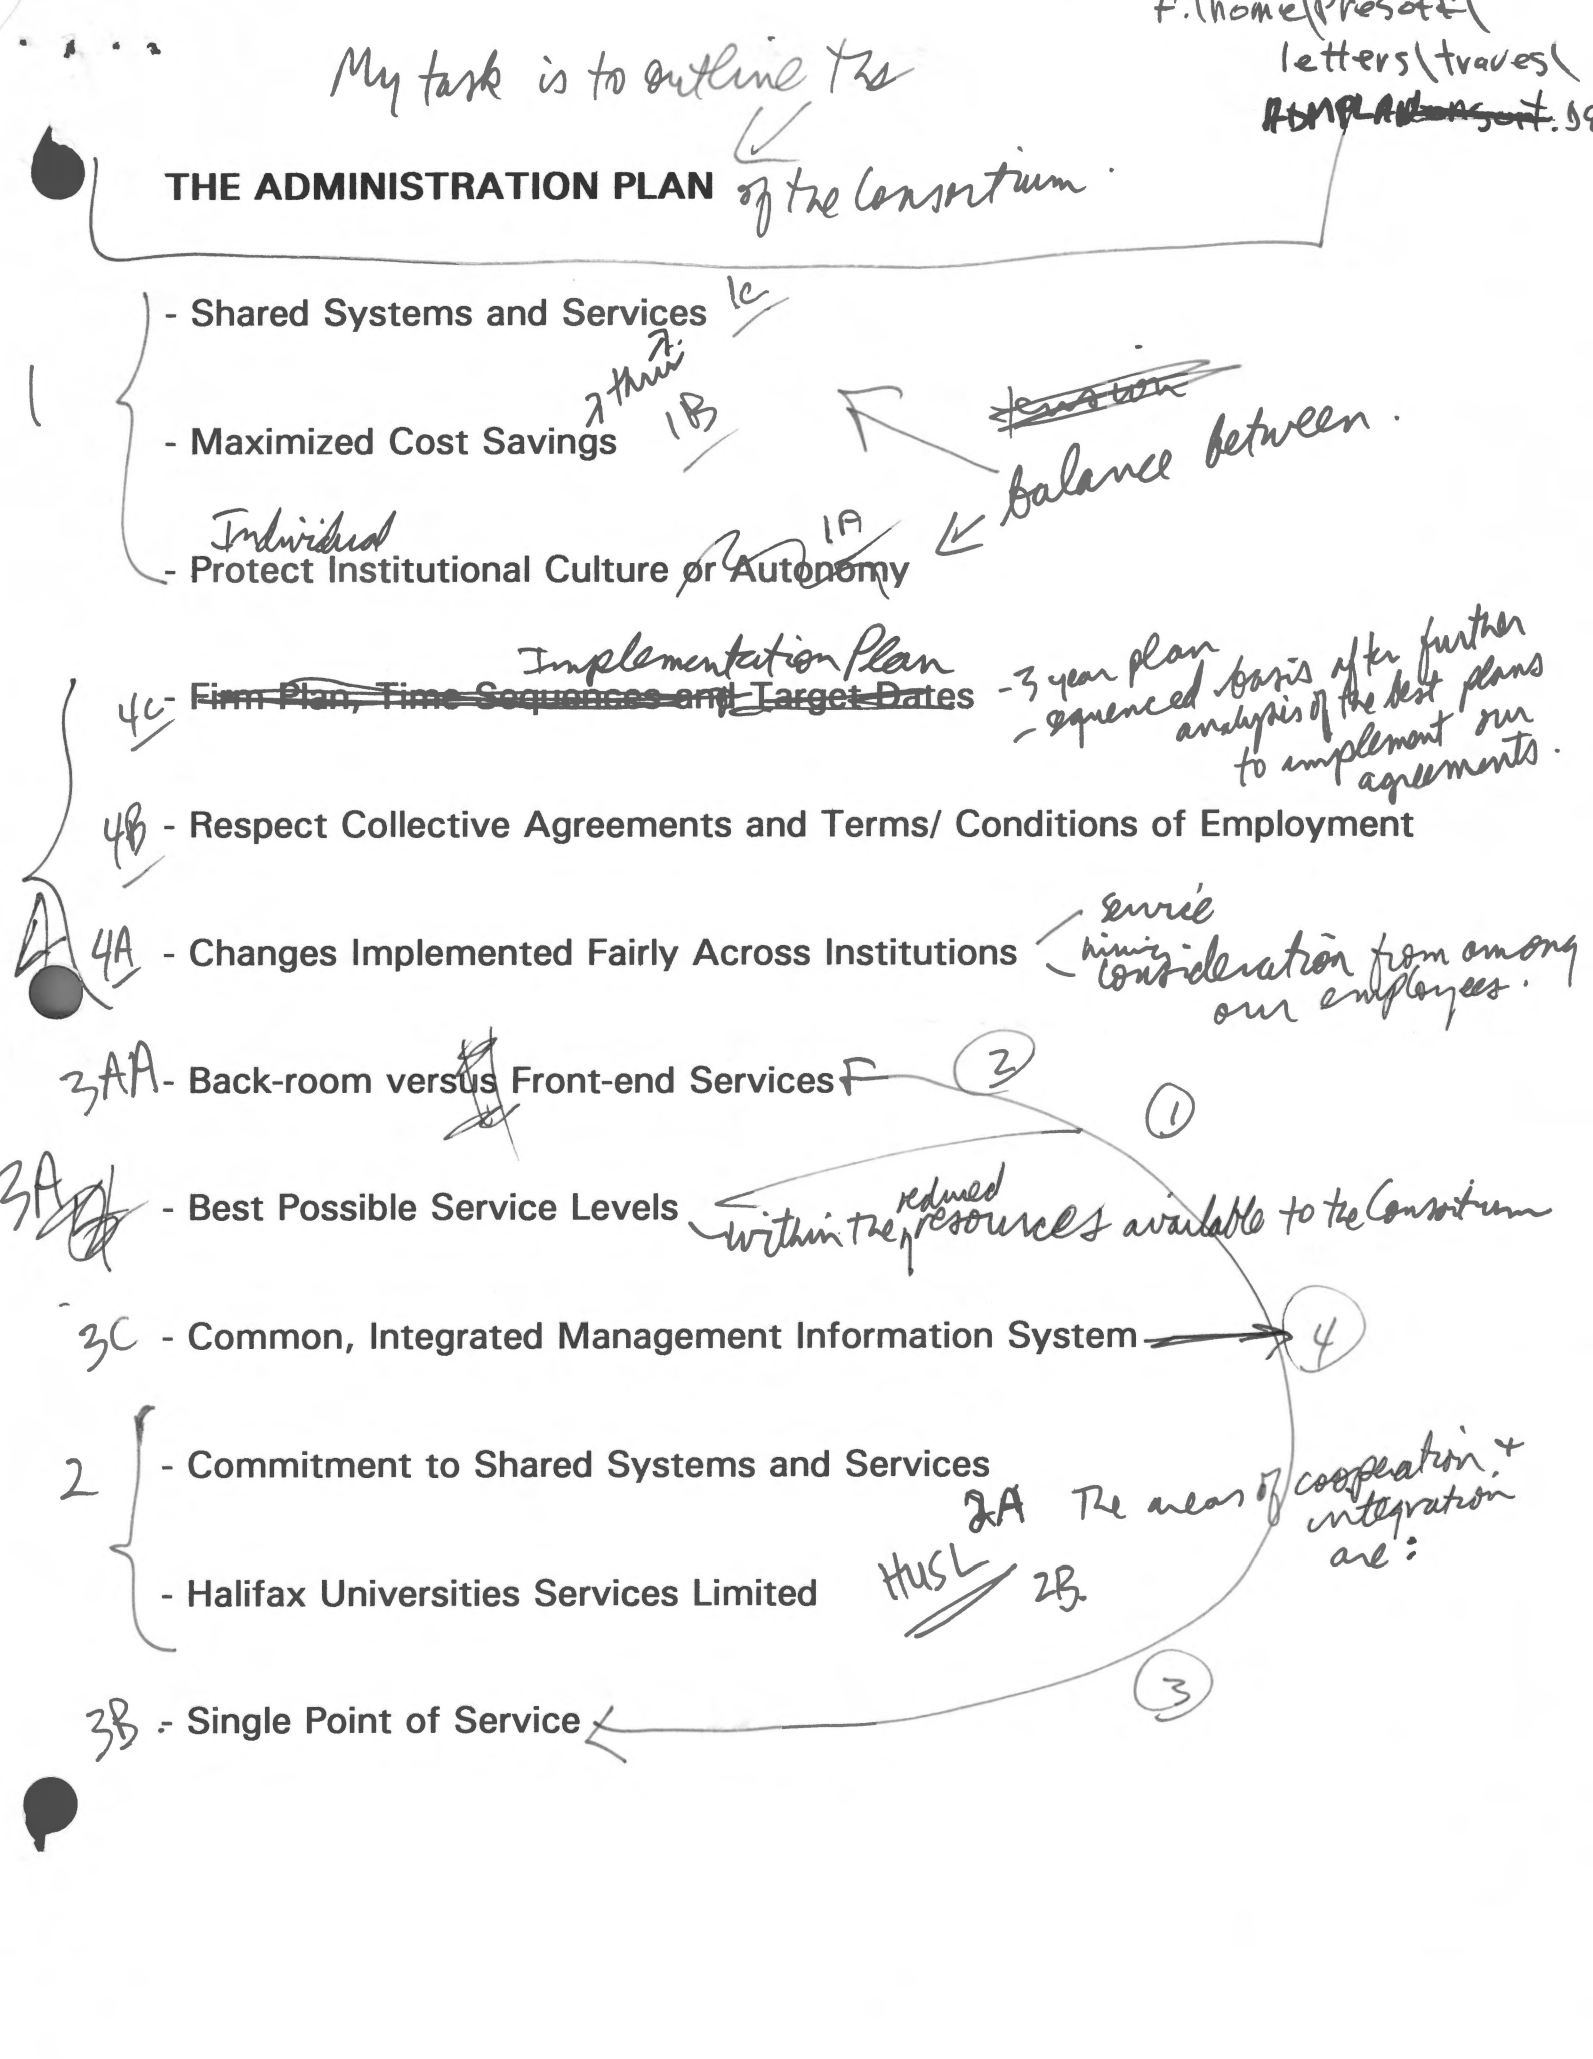 F:\home\presoff\
letters\traves\
ADMPLAN
My task is to outline the
THE ADMINISTRATION PLAN of the Consortium.
1
- Shared Systems and Services 1C
thru
- Maximized Cost Savings 1B
tension
balance between.
Individual
- Protect Institutional Culture or Autonomy 1A
Implementation Plan
4C - Firm Plan, Time Sequences and Target Dates
- 3 year plan
- sequenced basis after further
analysis of the best plans
to implement our
agreements.
4B - Respect Collective Agreements and Terms/ Conditions of Employment
4
4A - Changes Implemented Fairly Across Institutions
service
hiring:
consideration from among
our employees.
3AA - Back-room versus Front-end Services 2
1
3A - Best Possible Service Levels
within the reduced resources available to the Consortium
3C - Common, Integrated Management Information System 4
2
- Commitment to Shared Systems and Services
2A The areas of cooperation +
integration
are:
- Halifax Universities Services Limited HUSL 2B.
3
3B - Single Point of Service